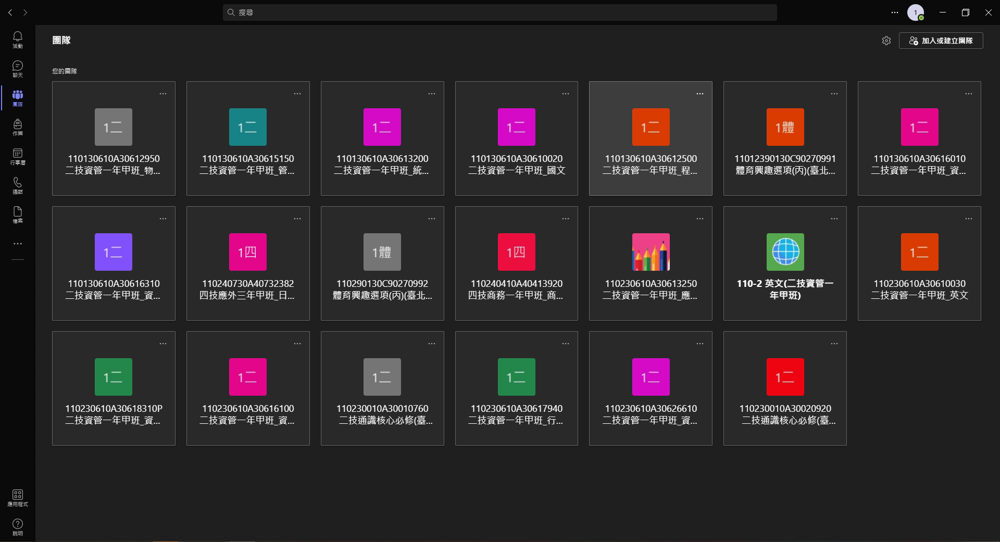 搜尋
1
活動
聊天
團隊
作業
行事曆
通話
檔案
應用程式
說明
團隊
加入或建立團隊
您的團隊
1二
110130610A30612950
二技資管一年甲班_物...
1二
110130610A30615150
二技資管一年甲班_管...
1二
110130610A30613200
二技資管一年甲班_統...
1二
110130610A30610020
二技資管一年甲班_國文
1二
110130610A30612500
二技資管一年甲班_程...
1體
11012390130C90270991
體育興趣選項(丙)(臺北...
1二
110130610A30616010
二技資管一年甲班_資...
1二
110130610A30616310
二技資管一年甲班_資...
1四
110240730A40732382
四技應外三年甲班_日...
1體
110290130C90270992
體育興趣選項(丙)(臺北...
1四
110240410A40413920
四技商務一年甲班_商...
110230610A30613250
二技資管一年甲班_應...
110-2 英文(二技資管一
年甲班)
1二
110230610A30610030
二技資管一年甲班_英文
1二
110230610A30618310P
二技資管一年甲班_資...
1二
110230610A30616100
二技資管一年甲班_資...
1二
110230010A30010760
二技通識核心必修(臺...
1二
110230610A30617940
二技資管一年甲班_行...
1二
110230610A30626610
二技資管一年甲班_資...
1二
110230010A30020920
二技通識核心必修(臺...